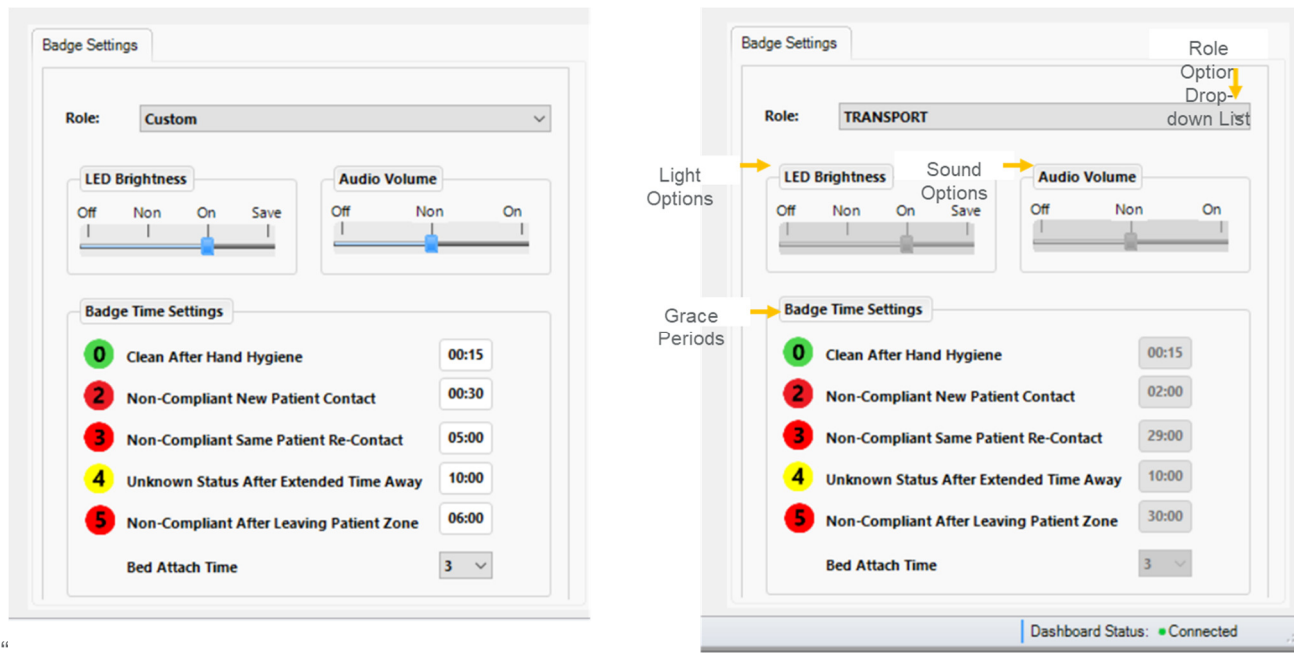 Badge Settings
Role: Custom
LED Brightness
Off Non On Save
Audio Volume
Off Non On
Badge Time Settings
0 Clean After Hand Hygiene 00:15
2 Non-Compliant New Patient Contact 00:30
3 Non-Compliant Same Patient Re-Contact 05:00
4 Unknown Status After Extended Time Away 10:00
5 Non-Compliant After Leaving Patient Zone 06:00
Bed Attach Time 3
“
Badge Settings
Role
Option
Drop-
down List
Role: TRANSPORT
Light
Options
LED Brightness
Off Non On Save
Sound
Options
Audio Volume
Off Non On
Grace
Periods
Badge Time Settings
0 Clean After Hand Hygiene 00:15
2 Non-Compliant New Patient Contact 02:00
3 Non-Compliant Same Patient Re-Contact 29:00
4 Unknown Status After Extended Time Away 10:00
5 Non-Compliant After Leaving Patient Zone 30:00
Bed Attach Time 3
Dashboard Status: Connected